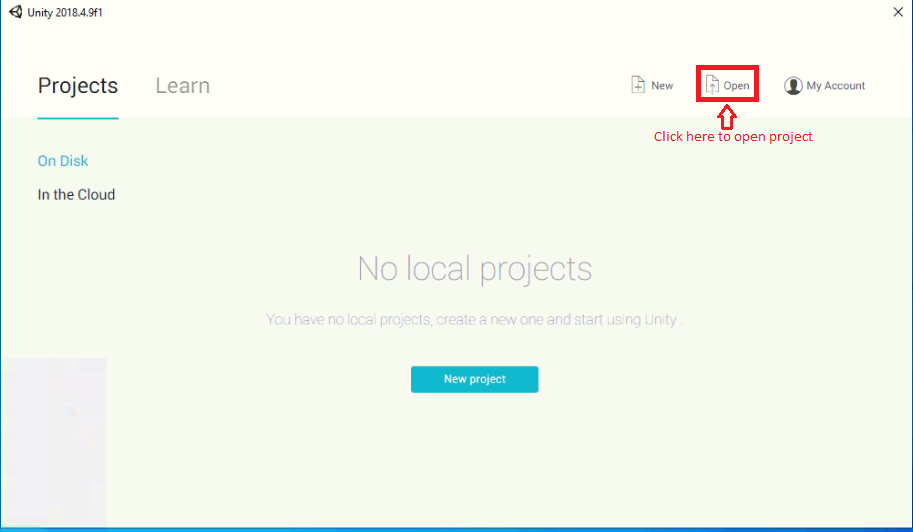 Unity 2018.4.9f1
Projects Learn New Open My Account
Click here to open project
On Disk
In the Cloud
No local projects
You have no local projects, create a new one and start using Unity .
New project